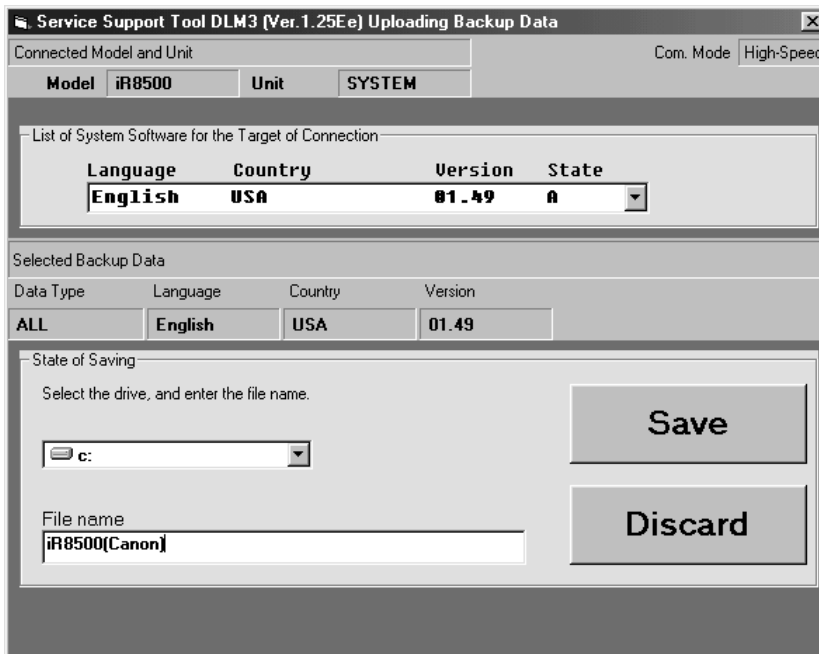 Service Support Tool DLM3 (Ver.1.25Ee) Uploading Backup Data
Connected Model and Unit Com. Mode High-Speed
Model iR8500 Unit SYSTEM
List of System Software for the Target of Connection
Language Country Version State
English USA 01.49 A
Selected Backup Data
Data Type Language Country Version
ALL English USA 01.49
State of Saving
Select the drive, and enter the file name.
Save
c:
Discard
File name
iR8500(Canon)